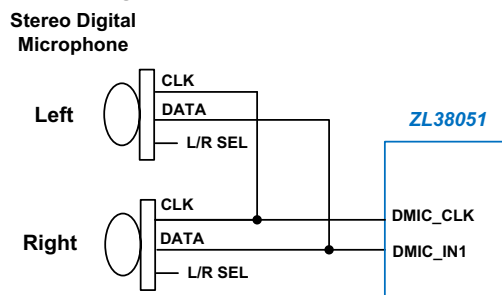 Stereo Digital
Microphone
CLK
Left
DATA
L/R SEL
ZL38051
CLK
DMIC_CLK
Right
DATA
DMIC_IN1
L/R SEL